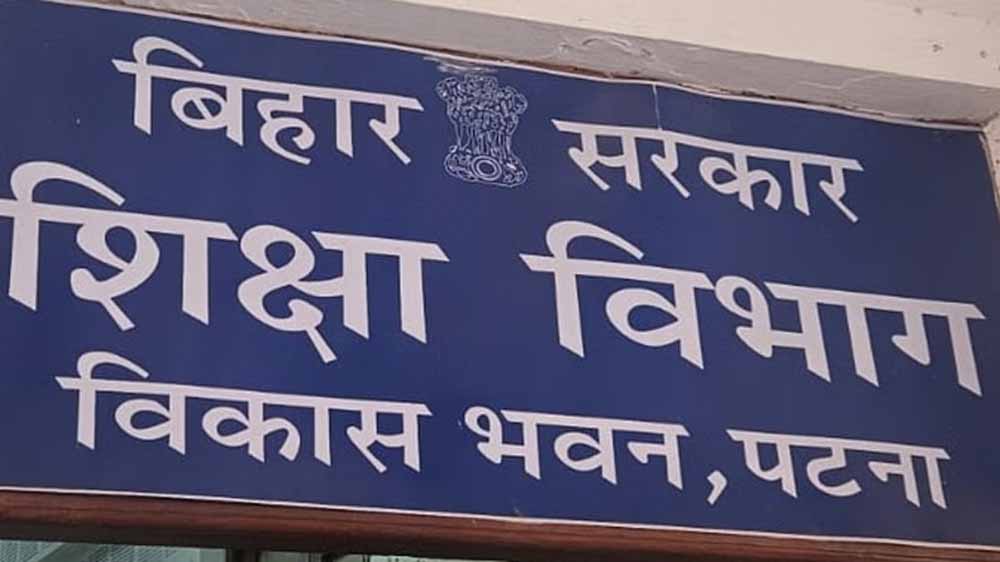 बिहार सरकार
शिक्षा विभाग
विकास भवन, पटना